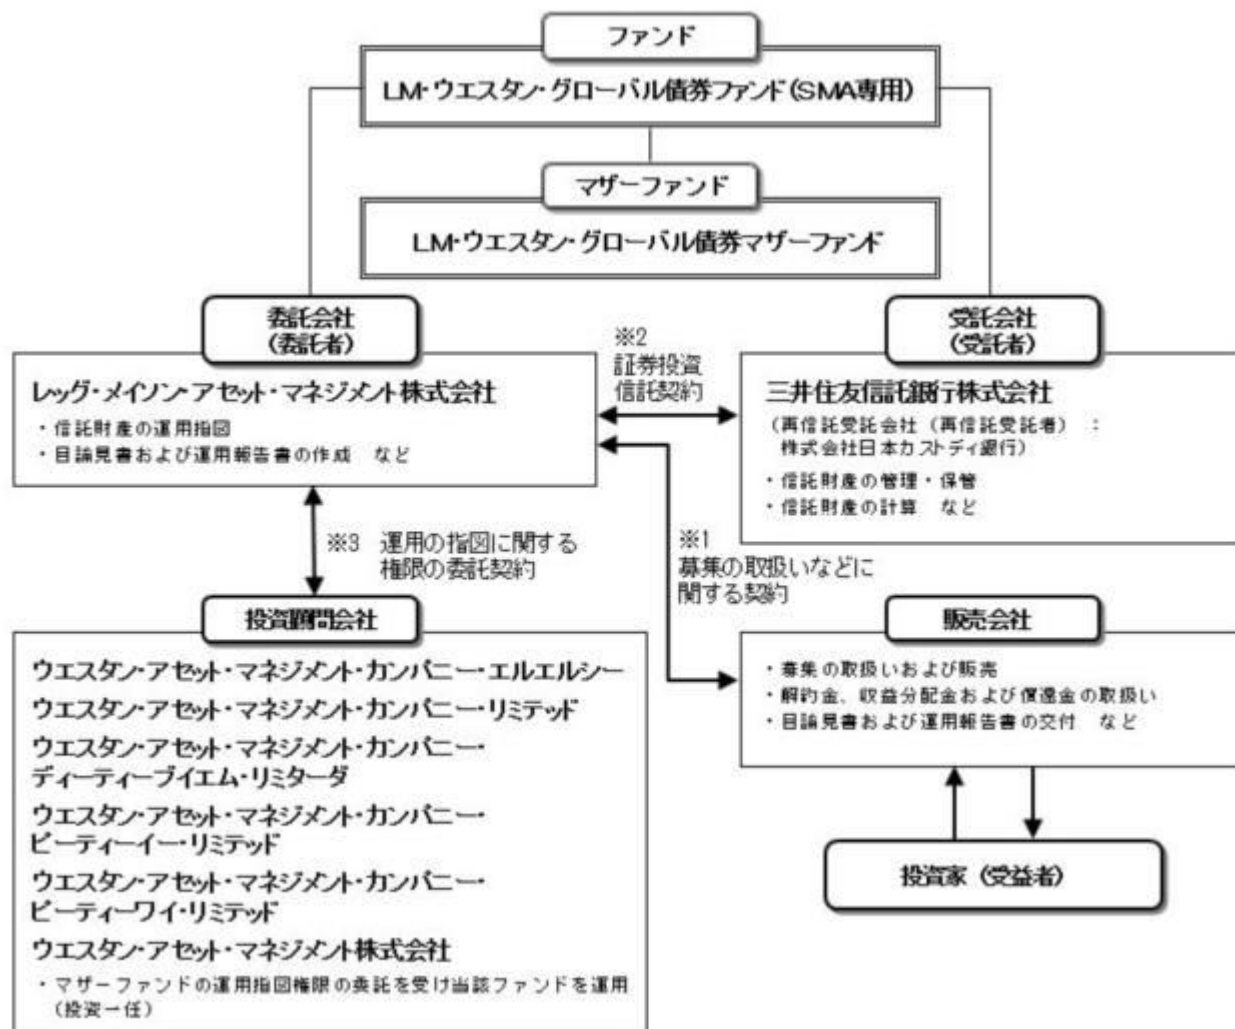 ファンド
LM・ウエスタン・グローバル債券ファンド(SMA専用)
マザーファンド
LM・ウエスタン・グローバル債券マザーファンド
委託会社
(委託者)
レッグ・メイソン・アセット・マネジメント株式会社
・信託財産の運用指図
・目論見書および運用報告書の作成 など
※2
証券投資
信託契約
受託会社
(受託者)
三井住友信託銀行株式会社
(再信託受託会社(再信託受託者) :
株式会社日本カストディ銀行)
・信託財産の管理・保管
・信託財産の計算 など
※3 運用の指図に関する
権限の委託契約
※1
募集の取扱いなどに
関する契約
投資顧問会社
ウエスタン・アセット・マネジメント・カンパニー・エルエルシー
ウエスタン・アセット・マネジメント・カンパニー・リミテッド
ウエスタン・アセット・マネジメント・カンパニー・
ディーティーブイエム・リミターダ
ウエスタン・アセット・マネジメント・カンパニー・
ピーティーイー・リミテッド
ウエスタン・アセット・マネジメント・カンパニー・
ピーティーワイ・リミテッド
ウエスタン・アセット・マネジメント株式会社
・マザーファンドの運用指図権限の委託を受け当該ファンドを運用
(投資一任)
販売会社
・募集の取扱いおよび販売
・解約金、収益分配金および償還金の取扱い
・目論見書および運用報告書の交付 など
投資家(受益者)